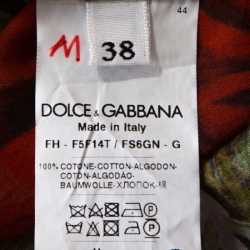 44
M 38
DOLCE & GABBANA
Made in Italy
FH - F5F14T / FS6GN - G
100% COTONE-COTTON-ALGODON-
COTON-ALGODÃO-
BAUMWOLLE-ХЛОПОК-棉